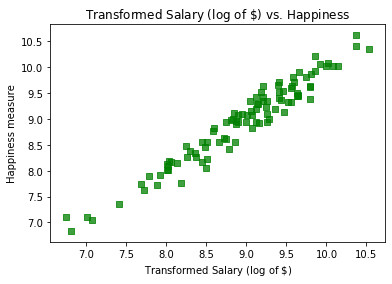 Transformed Salary (log of $) vs. Happiness
Happiness measure
10.5
10.0
9.5
9.0
8.5
8.0
7.5
7.0
7.0 7.5 8.0 8.5 9.0 9.5 10.0 10.5
Transformed Salary (log of $)